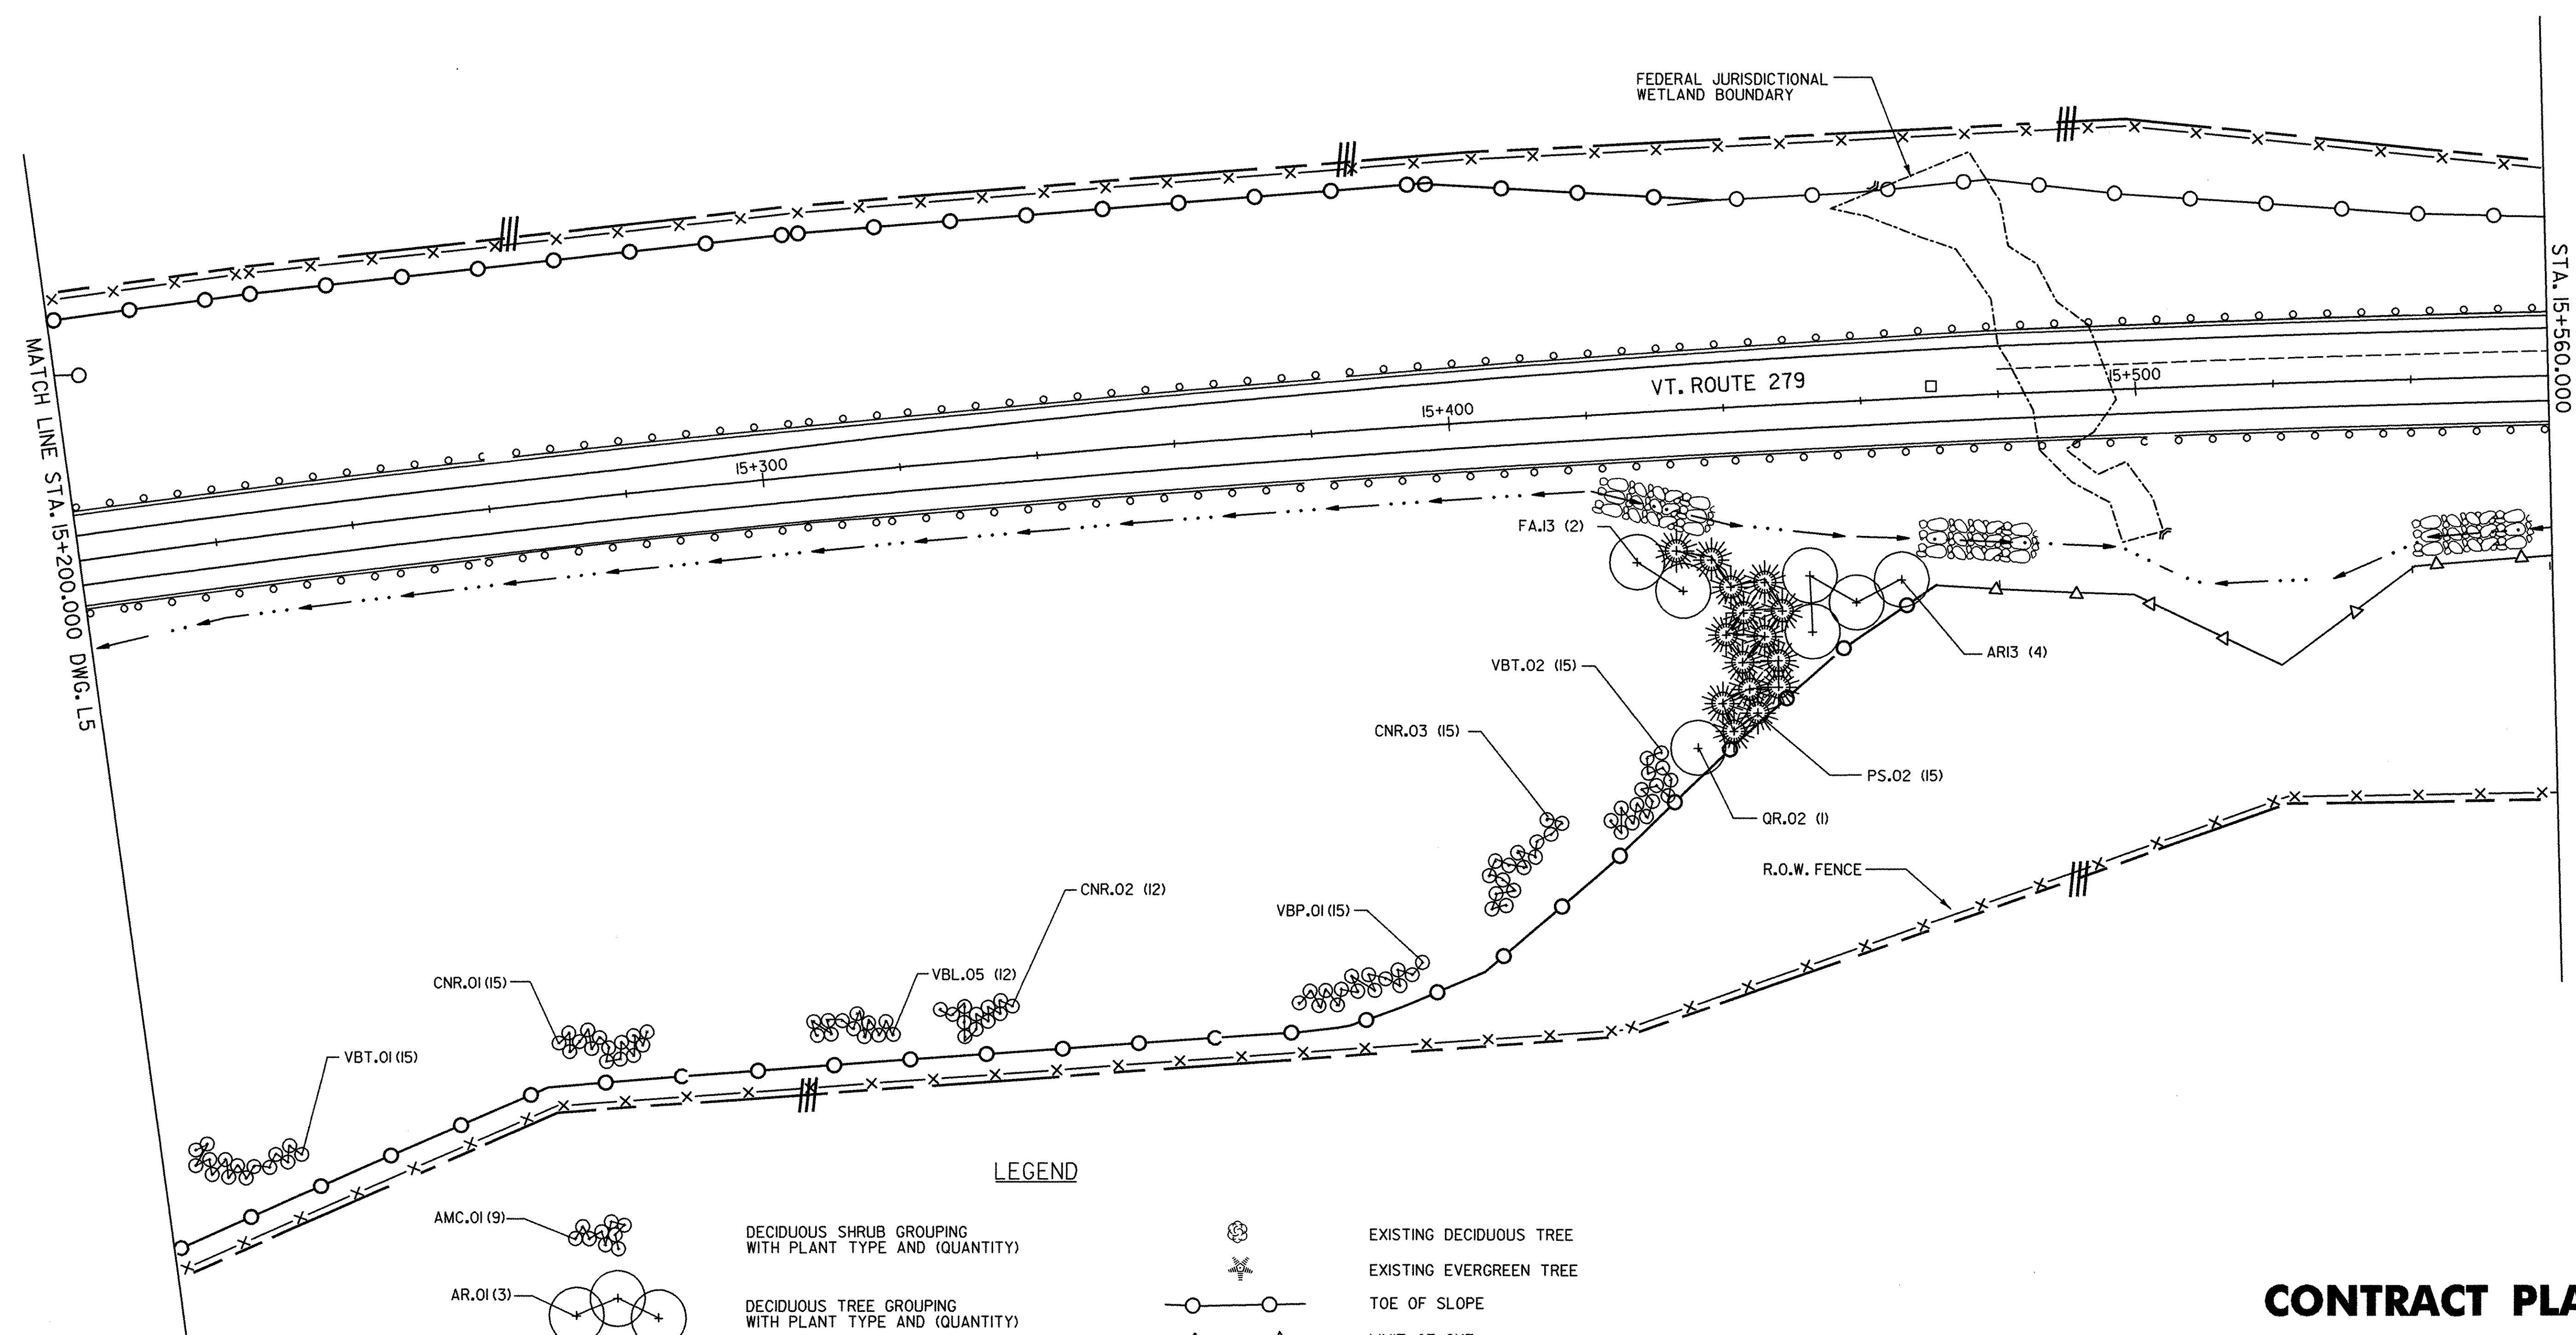 FEDERAL JURISDICTIONAL
WETLAND BOUNDARY
STA. 15+560.000
MATCH LINE STA. 15+200.000 DWG. L5
VT. ROUTE 279
15+500
15+400
15+300
FA.13 (2)
AR13 (4)
VBT.02 (15)
CNR.03 (15)
PS.02 (15)
QR.02 (1)
R.O.W. FENCE
CNR.02 (12)
VBP.01 (15)
VBL.05 (12)
CNR.01 (15)
VBT.01 (15)
LEGEND
AMC.01 (9)
DECIDUOUS SHRUB GROUPING
WITH PLANT TYPE AND (QUANTITY)
EXISTING DECIDUOUS TREE
EXISTING EVERGREEN TREE
AR.01 (3)
DECIDUOUS TREE GROUPING
WITH PLANT TYPE AND (QUANTITY)
TOE OF SLOPE
CONTRACT PLA